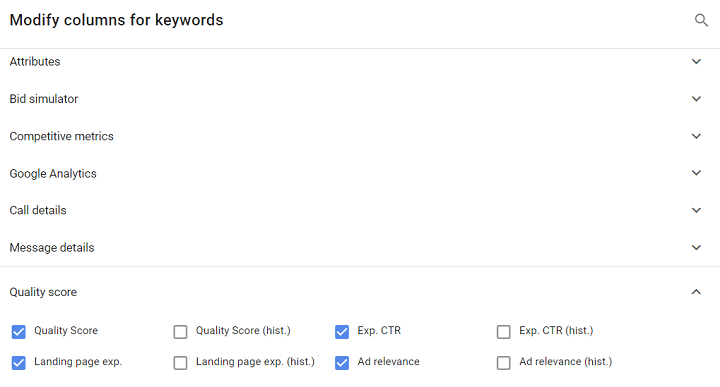 Modify columns for keywords
Attributes
Bid simulator
Competitive metrics
Google Analytics
Call details
Message details
Quality score
Quality Score Quality Score (hist.) Exp. CTR Exp. CTR (hist.)
Landing page exp. Landing page exp. (hist.) Ad relevance Ad relevance (hist.)